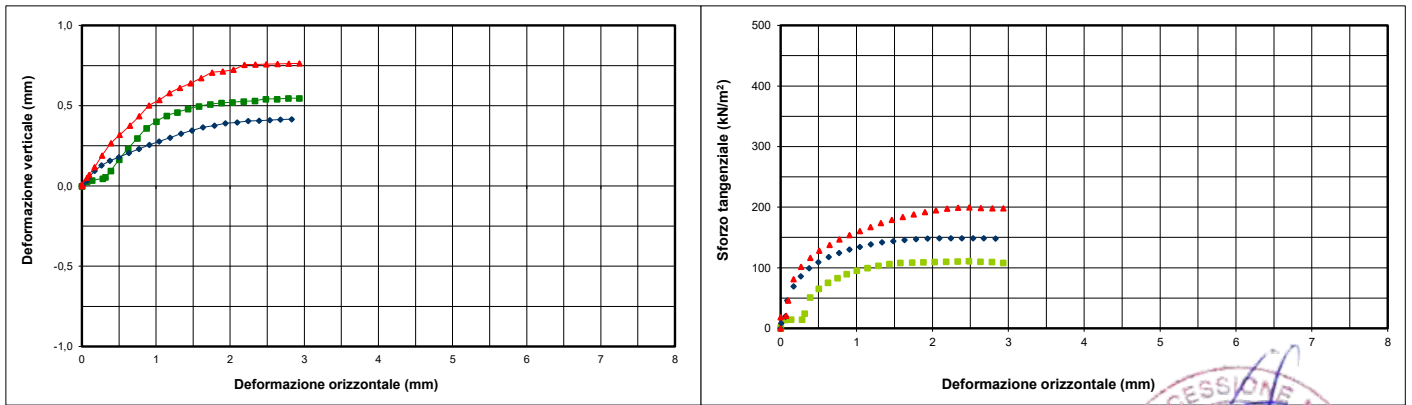 1,0
0,5
0,0
-0,5
-1,0
Deformazione verticale (mm)
0 1 2 3 4 5 6 7 8
Deformazione orizzontale (mm)
500
400
300
200
100
0
Sforzo tangenziale (kN/m²)
0 1 2 3 4 5 6 7 8
Deformazione orizzontale (mm)
CESSIONE